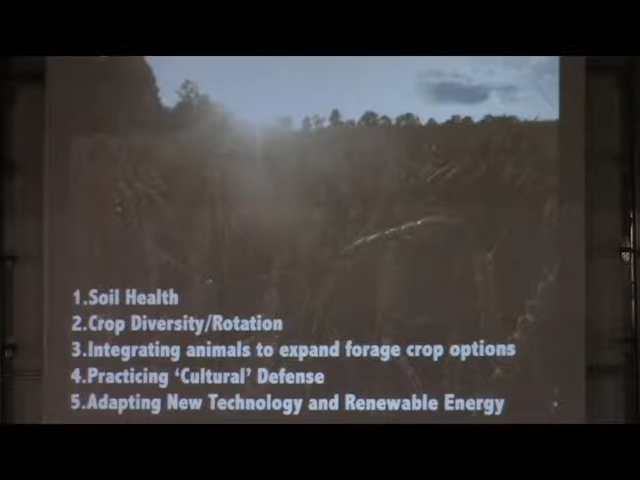 1.Soil Health
2.Crop Diversity/Rotation
3.Integrating animals to expand forage crop options
4.Practicing ‘Cultural’ Defense
5.Adapting New Technology and Renewable Energy